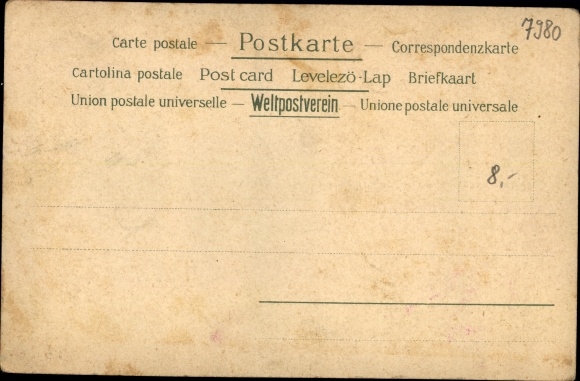 7980
Carte postale — Postkarte — Correspondenzkarte
Cartolina postale Post card Levelezö-Lap Briefkaart
Union postale universelle — Weltpostverein — Unione postale universale
8,-